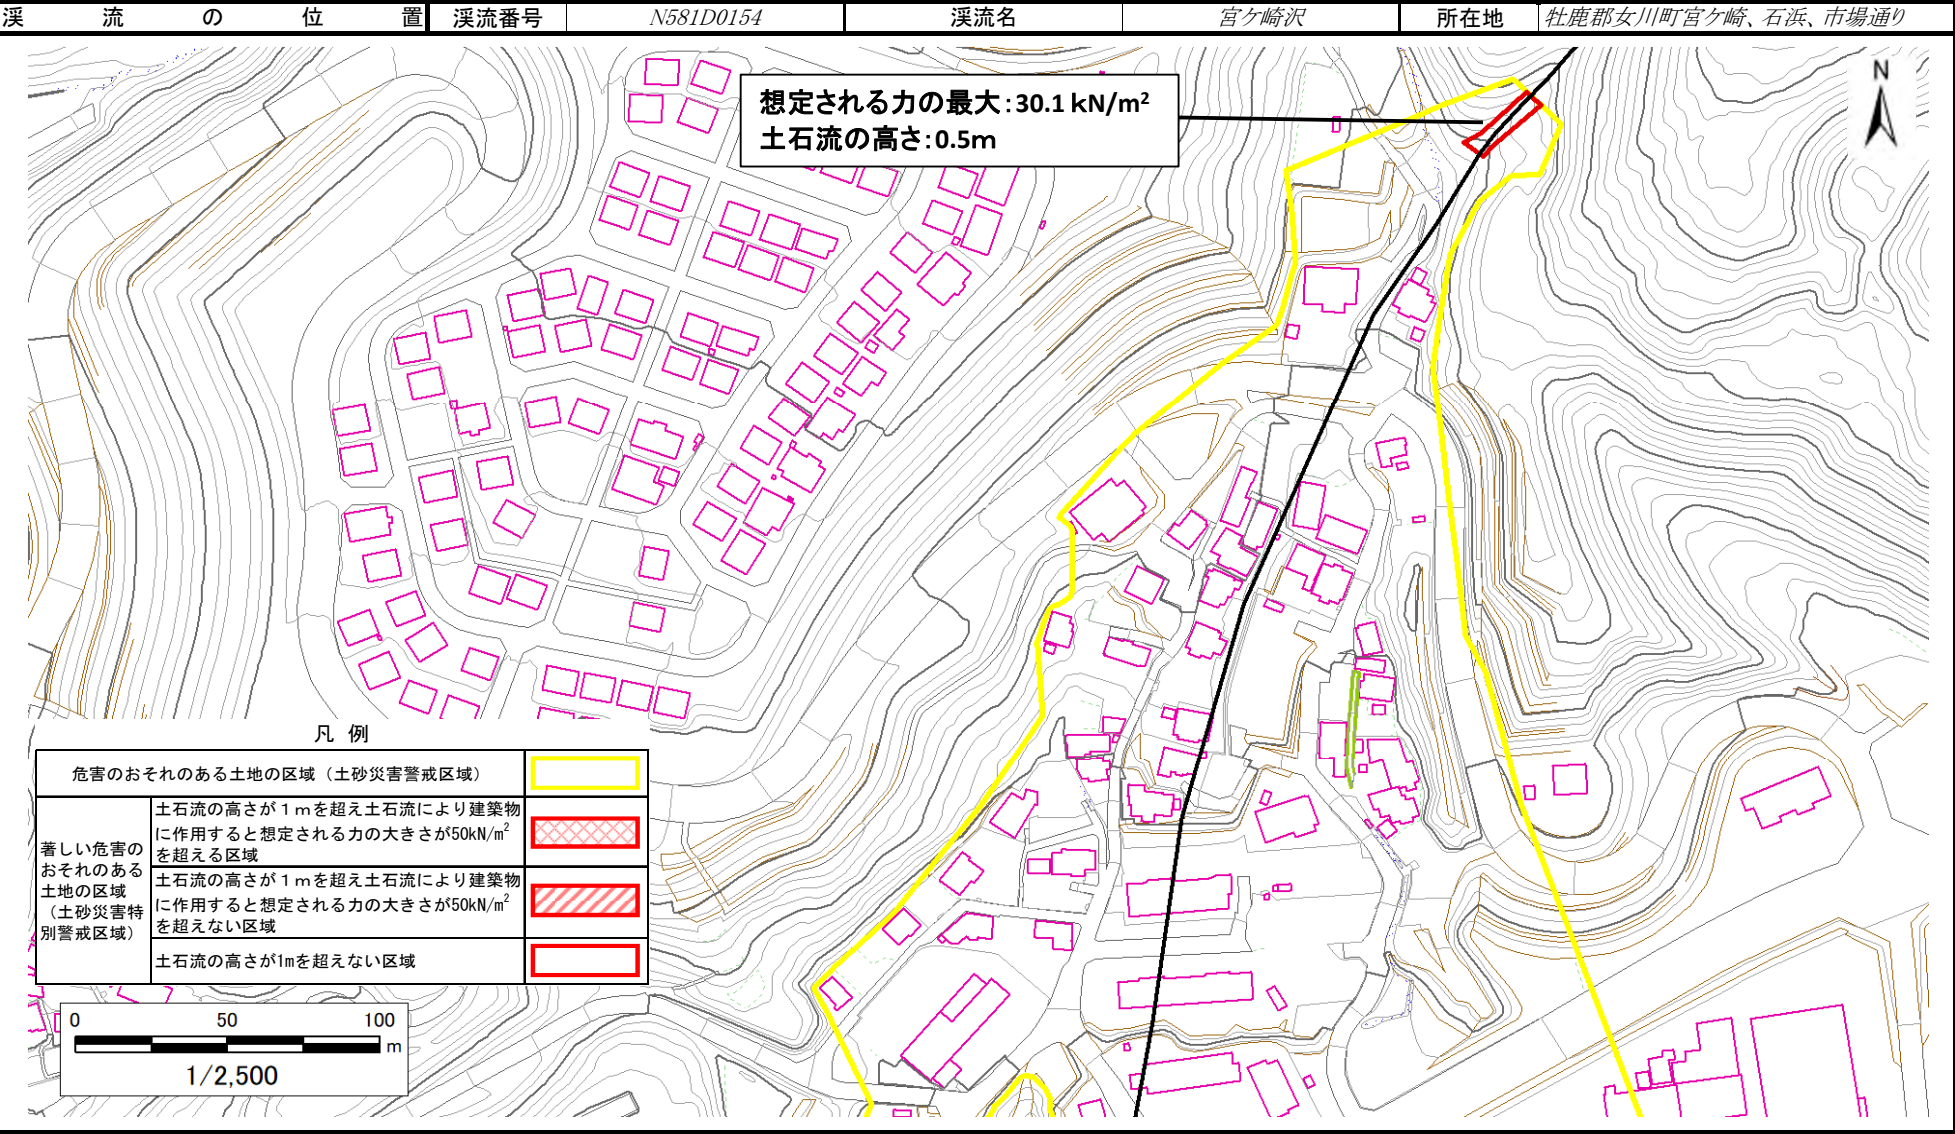 渓流の位置 渓流番号 N581D0154 渓流名 宮ケ崎沢 所在地 牡鹿郡女川町宮ケ崎、石浜、市場通り
N
想定される力の最大：30.1 kN/m²
土石流の高さ：0.5m
凡 例
危害のおそれのある土地の区域（土砂災害警戒区域）
著しい危害の
おそれのある
土地の区域
（土砂災害特
別警戒区域）
土石流の高さが１ｍを超え土石流により建築物
に作用すると想定される力の大きさが50kN/m²
を超える区域
土石流の高さが１ｍを超え土石流により建築物
に作用すると想定される力の大きさが50kN/m²
を超えない区域
土石流の高さが1mを超えない区域
0 50 100
m
1/2,500